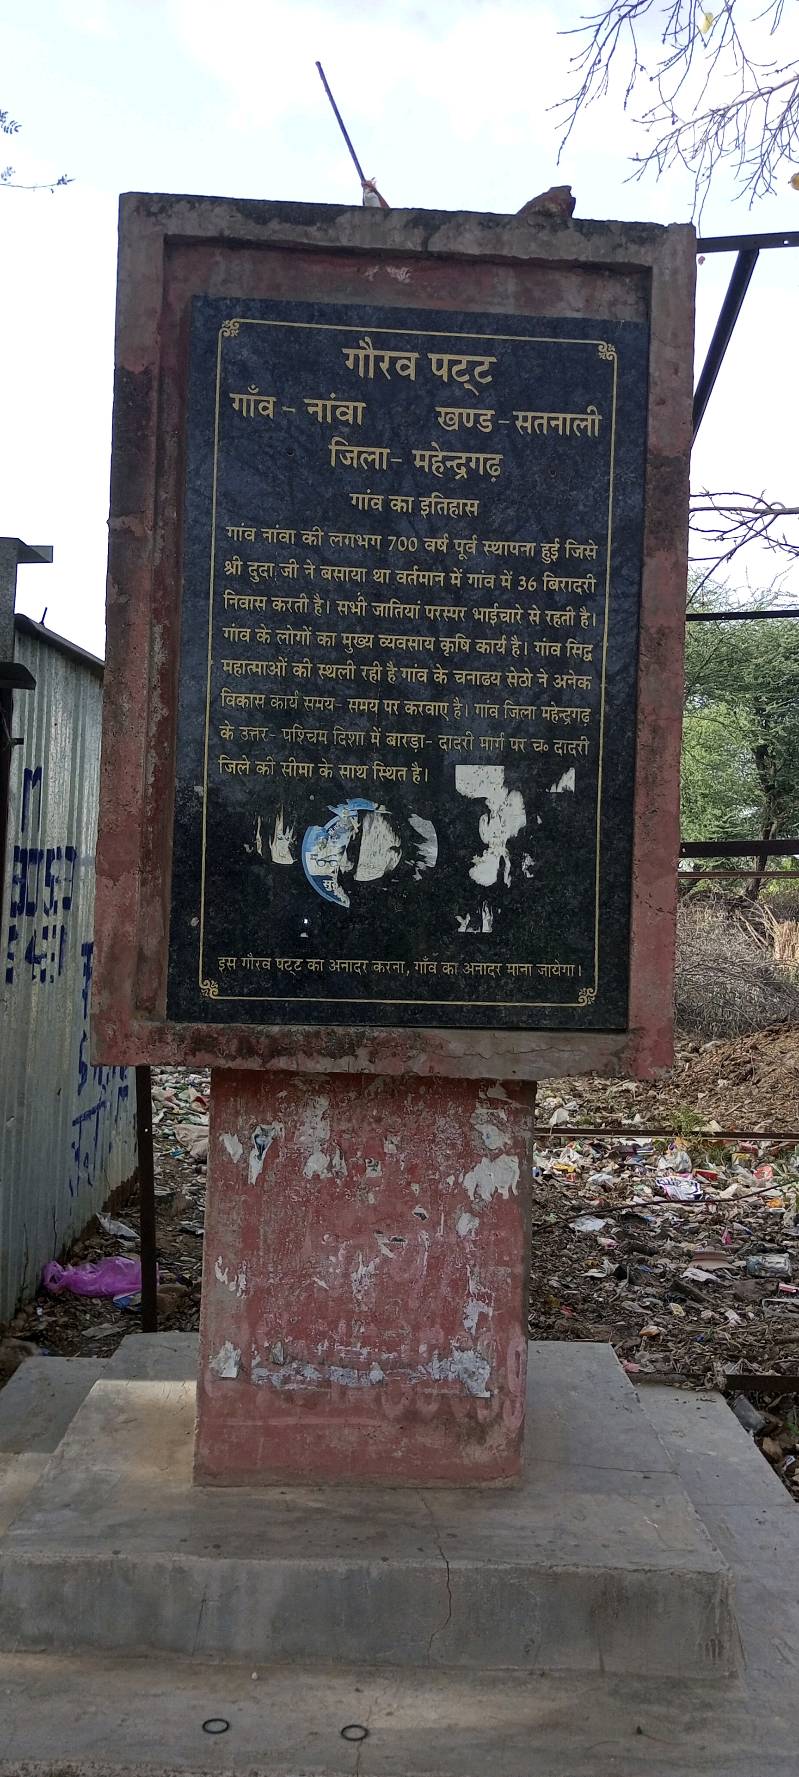 गौरव पट्ट
गाँव - नांवा खण्ड - सतनाली
जिला- महेन्द्रगढ़
गांव का इतिहास
गांव नांवा की लगभग 700 वर्ष पूर्व स्थापना हुई जिसे
श्री दुदा जी ने बसाया था वर्तमान में गांव में 36 बिरादरी
निवास करती है। सभी जातियां परस्पर भाईचारे से रहती है।
गांव के लोगों का मुख्य व्यवसाय कृषि कार्य है। गांव सिद्व
महात्माओं की स्थली रही है गांव के चनाढय सेठो ने अनेक
विकास कार्य समय- समय पर करवाए है। गांव जिला महेन्द्रगढ़
के उत्तर- पश्चिम दिशा में बारड़ा- दादरी मार्ग पर च० दादरी
जिले की सीमा के साथ स्थित है।
इस गौरव पटट का अनादर करना, गाँव का अनादर माना जायेगा।